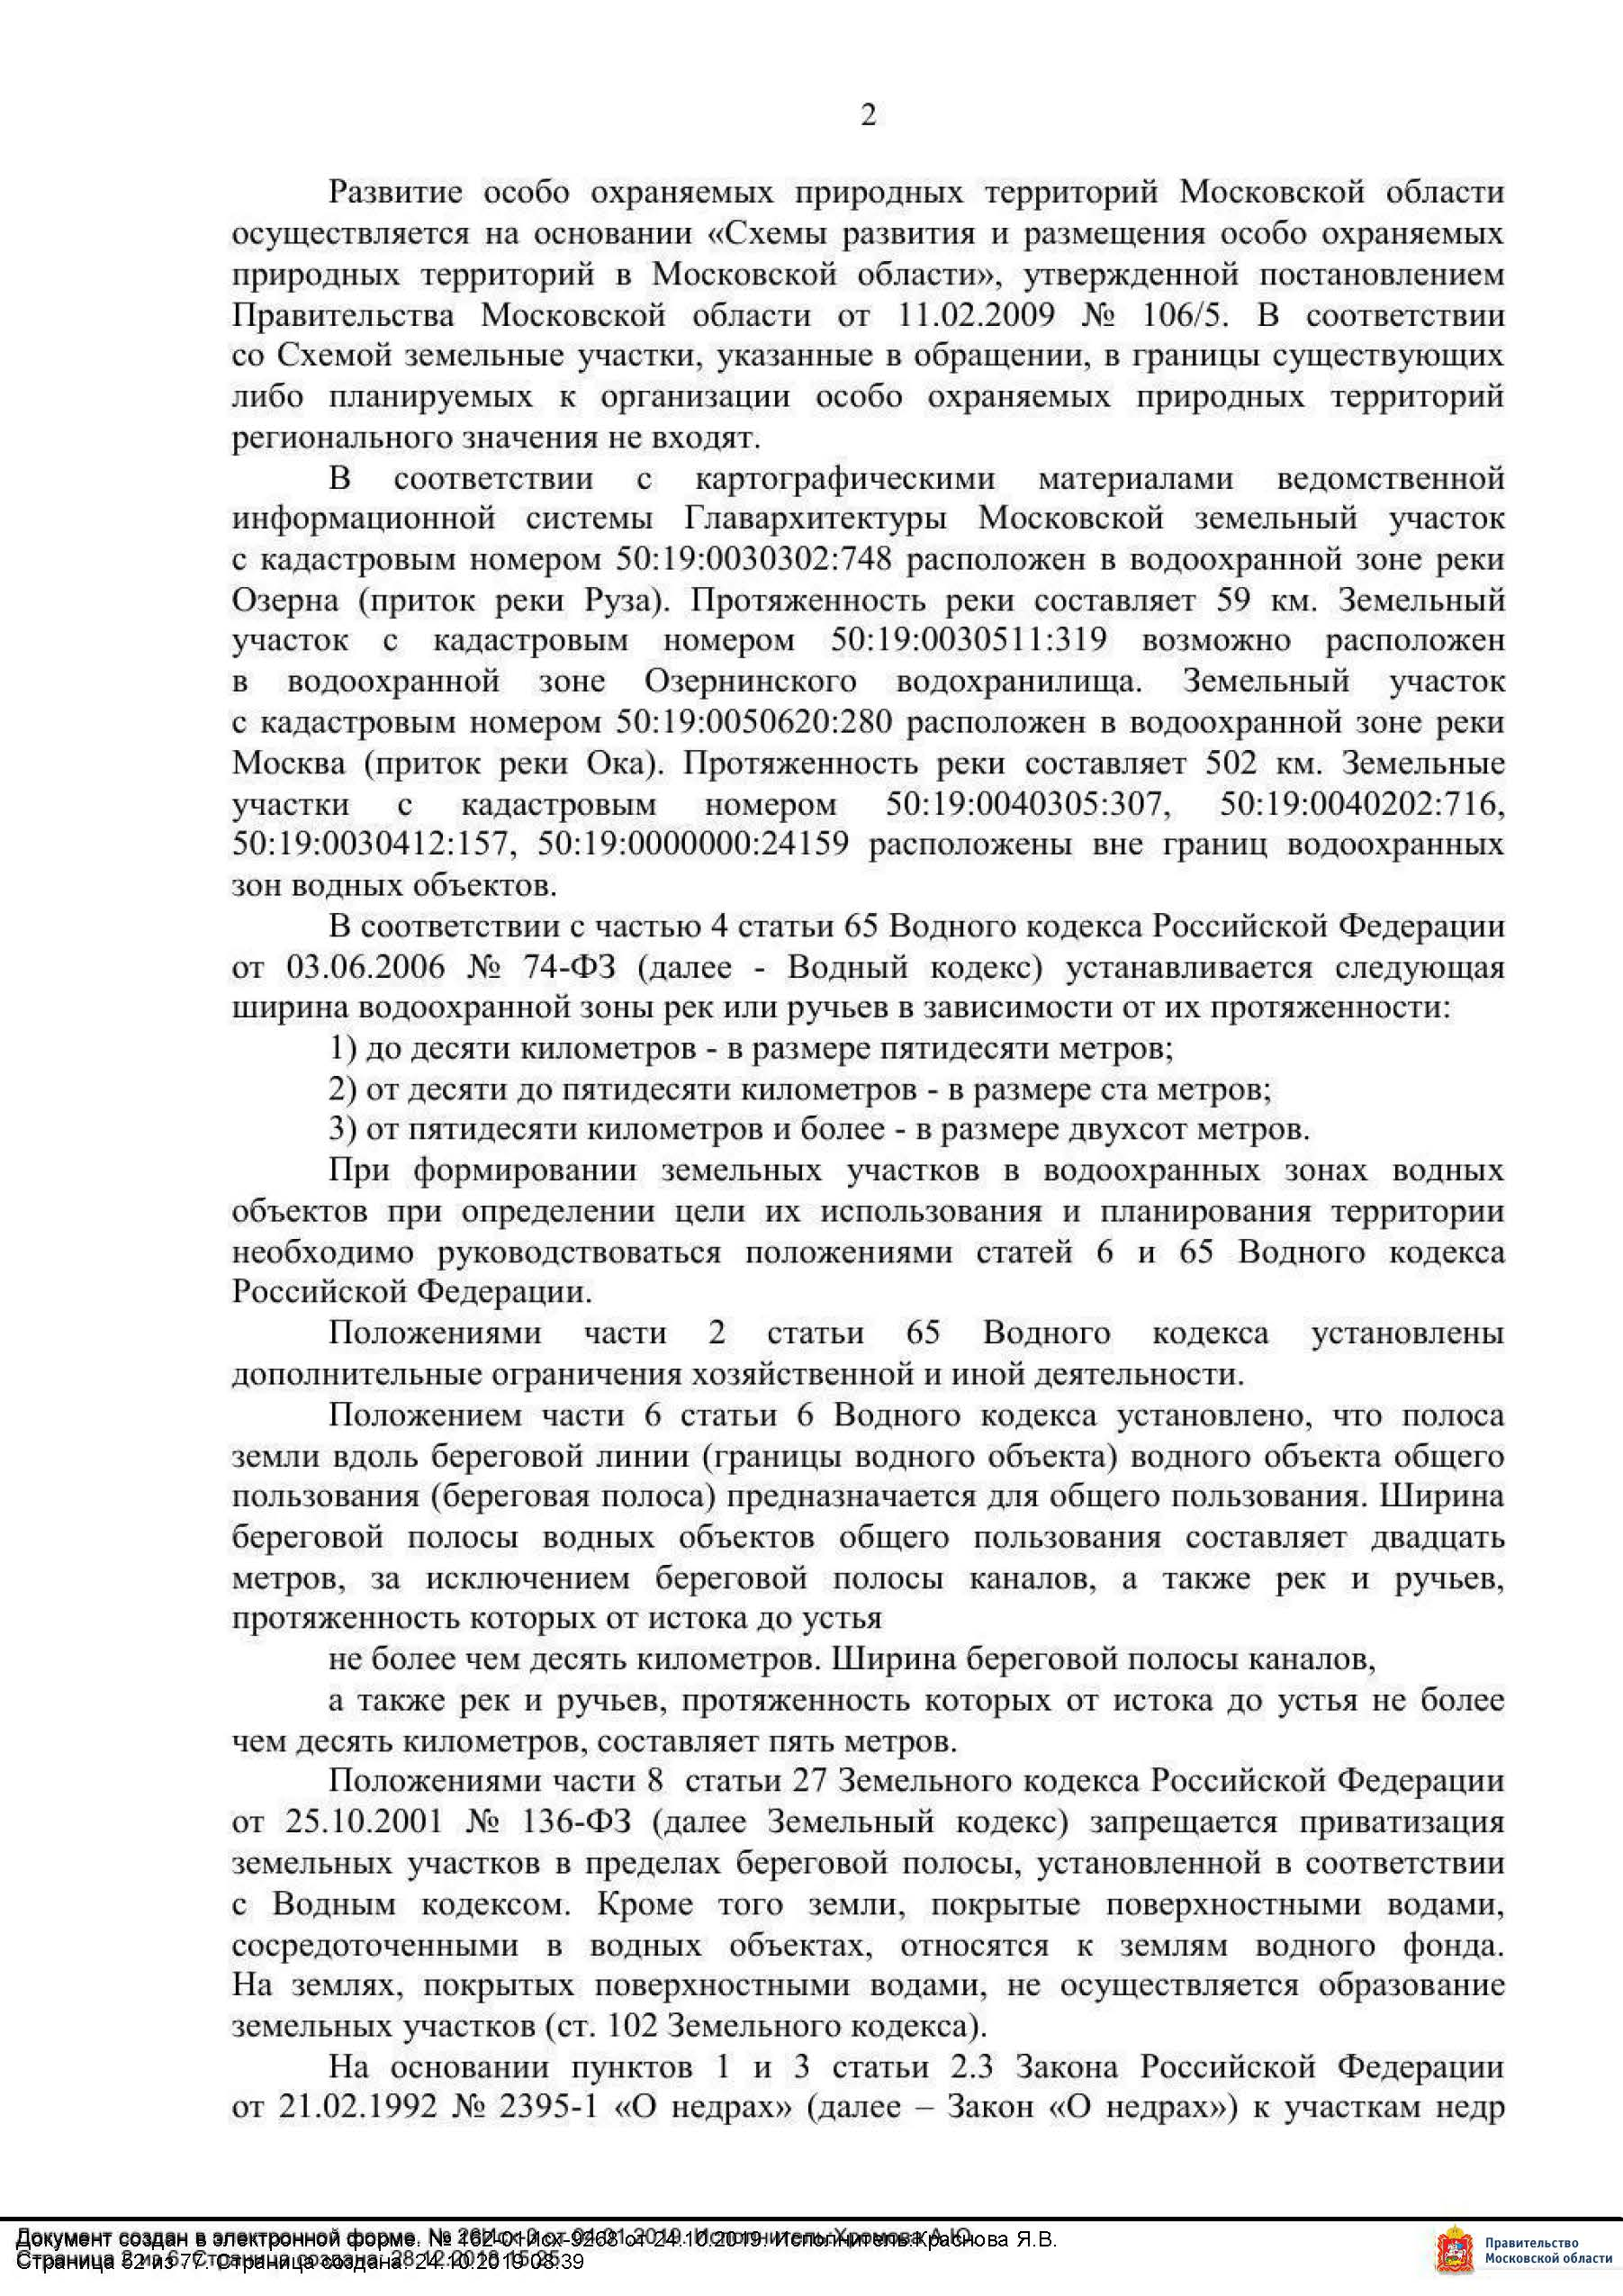 2
Развитие особо охраняемых природных территорий Московской области
осуществляется на основании «Схемы развития и размещения особо охраняемых
природных территорий в Московской области», утвержденной постановлением
Правительства Московской области от 11.02.2009 № 106/5. В соответствии
со Схемой земельные участки, указанные в обращении, в границы существующих
либо планируемых к организации особо охраняемых природных территорий
регионального значения не входят.
В соответствии с картографическими материалами ведомственной
информационной системы Главархитектуры Московской земельный участок
с кадастровым номером 50:19:0030302:748 расположен в водоохранной зоне реки
Озерна (приток реки Руза). Протяженность реки составляет 59 км. Земельный
участок с кадастровым номером 50:19:0030511:319 возможно расположен
в водоохранной зоне Озернинского водохранилища. Земельный участок
с кадастровым номером 50:19:0050620:280 расположен в водоохранной зоне реки
Москва (приток реки Ока). Протяженность реки составляет 502 км. Земельные
участки с кадастровым номером 50:19:0040305:307, 50:19:0040202:716,
50:19:0030412:157, 50:19:0000000:24159 расположены вне границ водоохранных
зон водных объектов.
В соответствии с частью 4 статьи 65 Водного кодекса Российской Федерации
от 03.06.2006 № 74-ФЗ (далее - Водный кодекс) устанавливается следующая
ширина водоохранной зоны рек или ручьев в зависимости от их протяженности:
1) до десяти километров - в размере пятидесяти метров;
2) от десяти до пятидесяти километров - в размере ста метров;
3) от пятидесяти километров и более - в размере двухсот метров.
При формировании земельных участков в водоохранных зонах водных
объектов при определении цели их использования и планирования территории
необходимо руководствоваться положениями статей 6 и 65 Водного кодекса
Российской Федерации.
Положениями части 2 статьи 65 Водного кодекса установлены
дополнительные ограничения хозяйственной и иной деятельности.
Положением части 6 статьи 6 Водного кодекса установлено, что полоса
земли вдоль береговой линии (границы водного объекта) водного объекта общего
пользования (береговая полоса) предназначается для общего пользования. Ширина
береговой полосы водных объектов общего пользования составляет двадцать
метров, за исключением береговой полосы каналов, а также рек и ручьев,
протяженность которых от истока до устья
не более чем десять километров. Ширина береговой полосы каналов,
а также рек и ручьев, протяженность которых от истока до устья не более
чем десять километров, составляет пять метров.
Положениями части 8 статьи 27 Земельного кодекса Российской Федерации
от 25.10.2001 № 136-ФЗ (далее Земельный кодекс) запрещается приватизация
земельных участков в пределах береговой полосы, установленной в соответствии
с Водным кодексом. Кроме того земли, покрытые поверхностными водами,
сосредоточенными в водных объектах, относятся к землям водного фонда.
На землях, покрытых поверхностными водами, не осуществляется образование
земельных участков (ст. 102 Земельного кодекса).
На основании пунктов 1 и 3 статьи 2.3 Закона Российской Федерации
от 21.02.1992 № 2395-1 «О недрах» (далее – Закон «О недрах») к участкам недр
Документ создан в электронной форме. № от 24.10.2019. Исполнитель:Краснова Я.В.
Страница 62 из 77. Страница создана: 24.10.2019 08:39
Правительство
Московской области